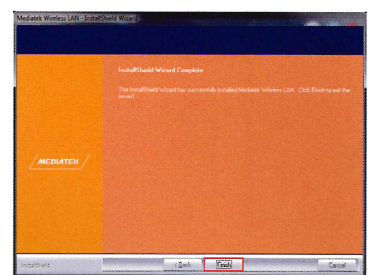 Mediatek Wireless LAN - InstallShield Wizard
InstallShield Wizard Complete
The InstallShield Wizard has successfully installed Mediatek Wireless LAN. Click Finish to exit the
wizard.
MEDIATEK
InstallShield
< Back
Finish
Cancel